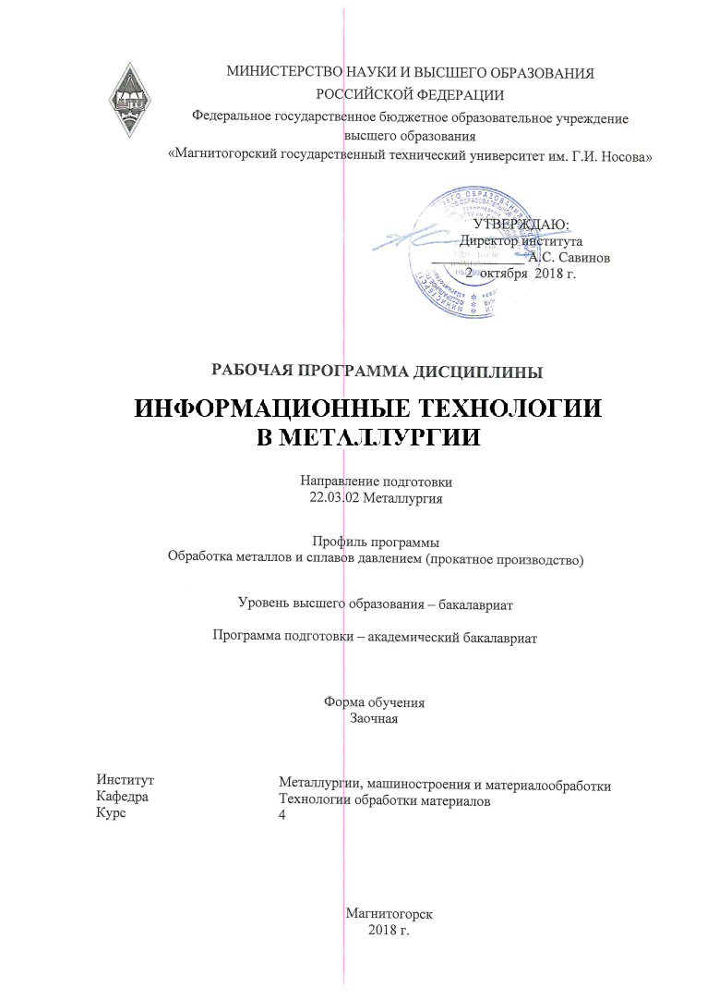 МИНИСТЕРСТВО НАУКИ И ВЫСШЕГО ОБРАЗОВАНИЯ
РОССИЙСКОЙ ФЕДЕРАЦИИ
Федеральное государственное бюджетное образовательное учреждение
высшего образования
«Магнитогорский государственный технический университет им. Г.И. Носова»
УТВЕРЖДАЮ:
Директор института
А.С. Савинов
2 октября 2018 г.
РАБОЧАЯ ПРОГРАММА ДИСЦИПЛИНЫ
ИНФОРМАЦИОННЫЕ ТЕХНОЛОГИИ
В МЕТАЛЛУРГИИ
Направление подготовки
22.03.02 Металлургия
Профиль программы
Обработка металлов и сплавов давлением (прокатное производство)
Уровень высшего образования – бакалавриат
Программа подготовки – академический бакалавриат
Форма обучения
Заочная
Институт Металлургии, машиностроения и материалообработки
Кафедра Технологии обработки материалов
Курс 4
Магнитогорск
2018 г.